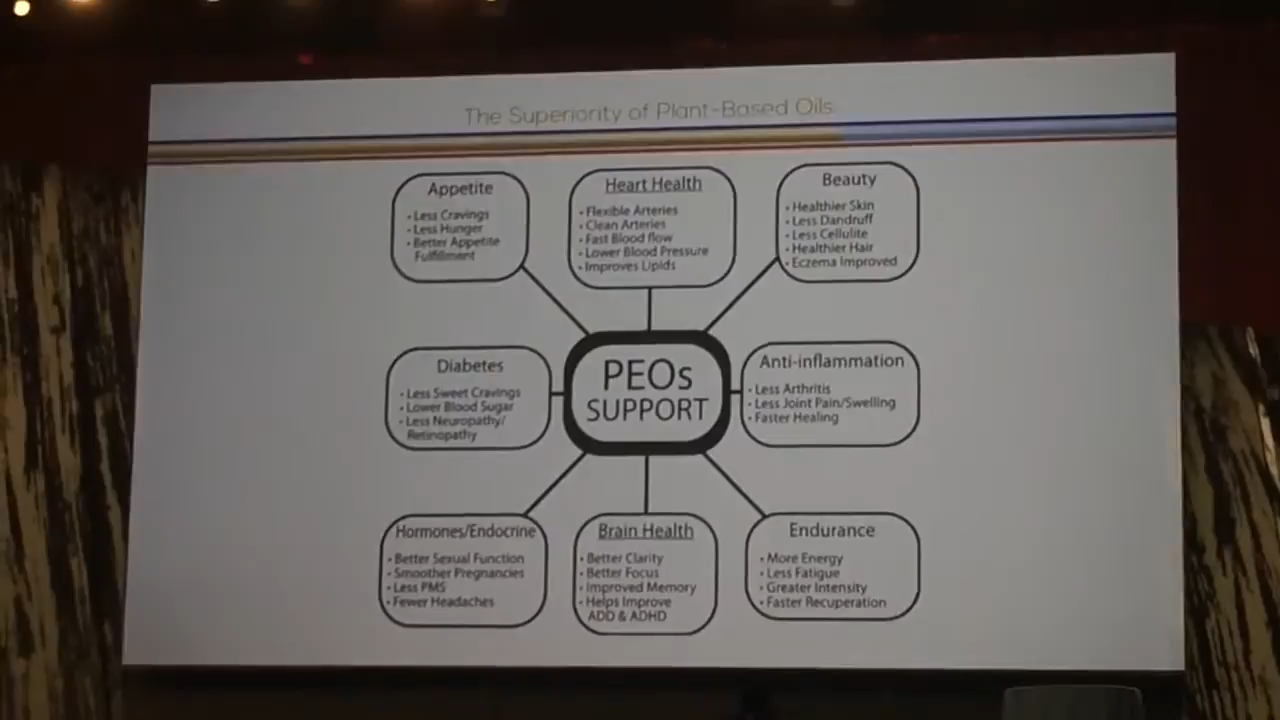 The Superiority of Plant-Based Oils
Appetite
• Less Cravings
• Less Hunger
• Better Appetite
Fulfillment
Heart Health
• Flexible Arteries
• Clean Arteries
• Fast Blood flow
• Lower Blood Pressure
• Improves Lipids
Beauty
• Healthier Skin
• Less Dandruff
• Less Cellulite
• Healthier Hair
• Eczema Improved
Diabetes
• Less Sweet Cravings
• Lower Blood Sugar
• Less Neuropathy/
Retinopathy
PEOs
SUPPORT
Anti-inflammation
• Less Arthritis
• Less Joint Pain/Swelling
• Faster Healing
Hormones/Endocrine
• Better Sexual Function
• Smoother Pregnancies
• Less PMS
• Fewer Headaches
Brain Health
• Better Clarity
• Better Focus
• Improved Memory
• Helps Improve
ADD & ADHD
Endurance
• More Energy
• Less Fatigue
• Greater Intensity
• Faster Recuperation